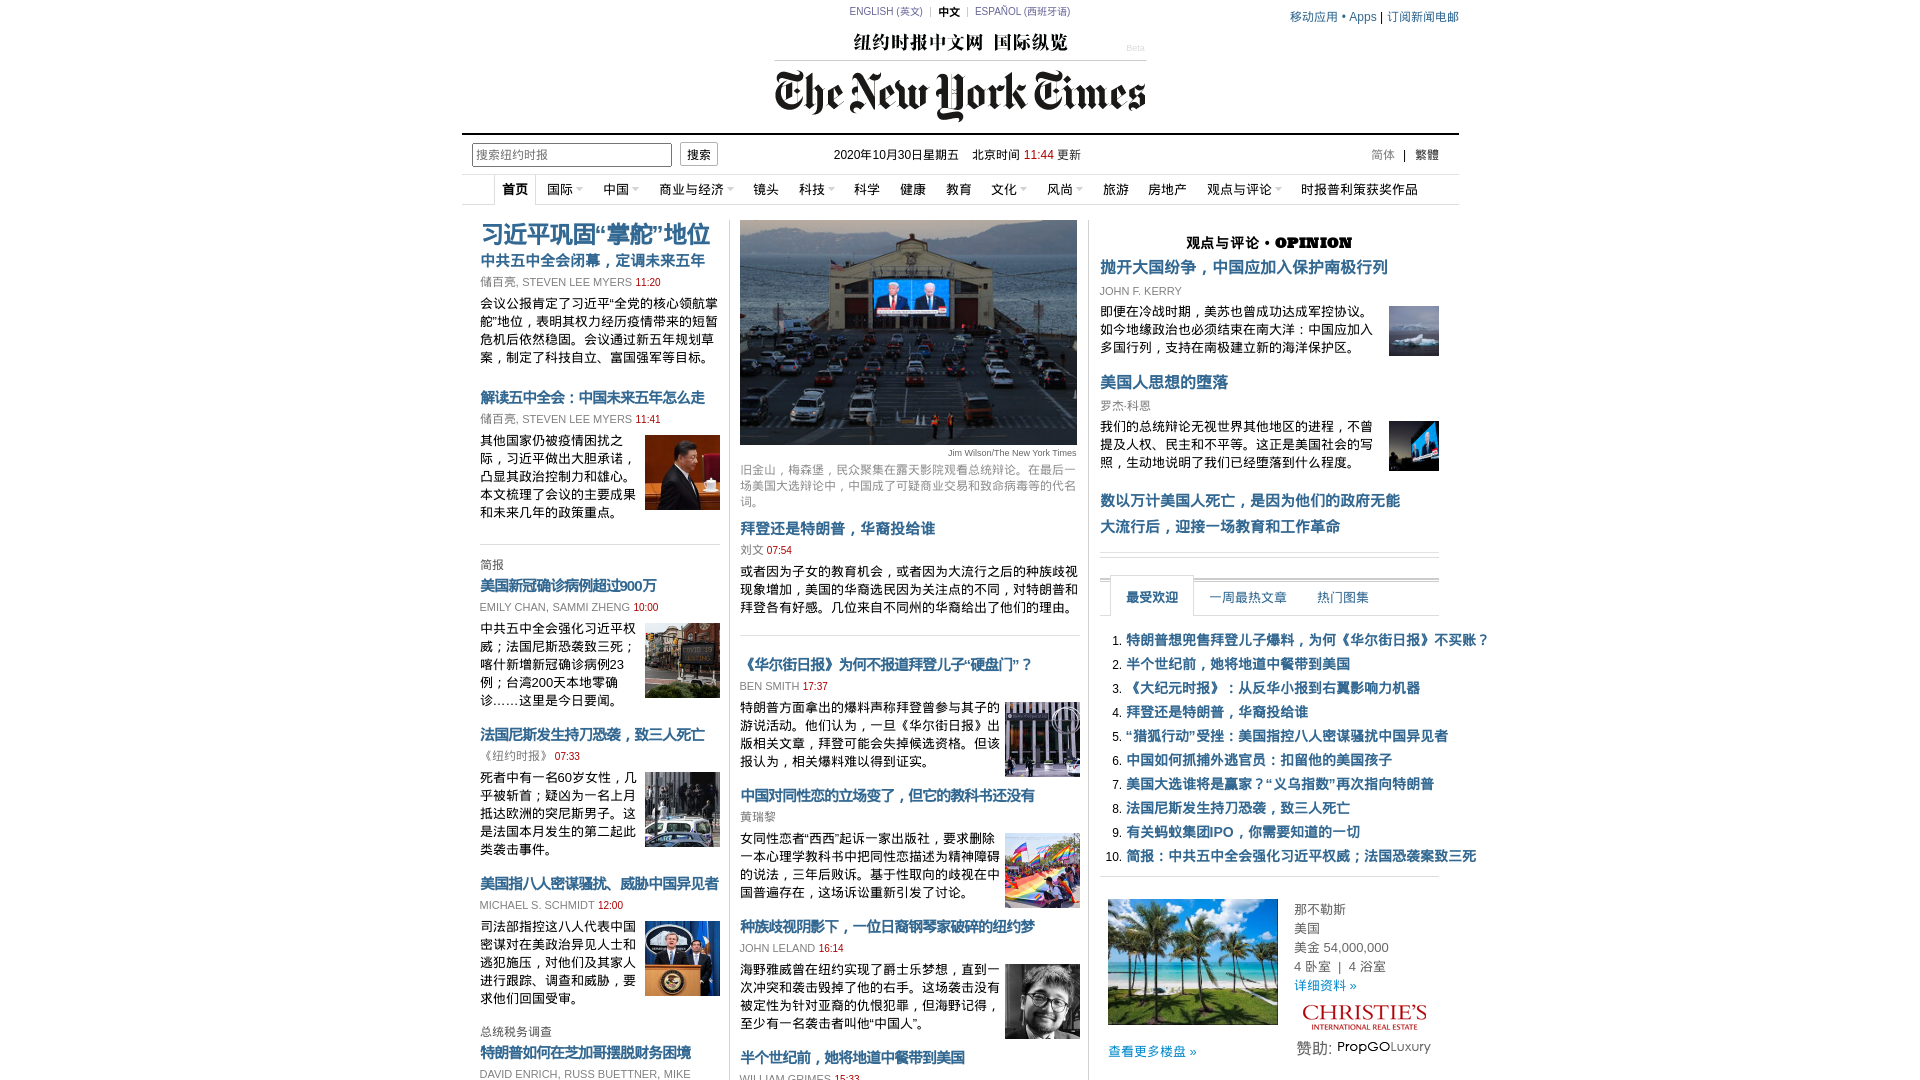 ENGLISH (英文) | 中文 | ESPAÑOL (西班牙语)
移动应用 • Apps | 订阅新闻电邮
纽约时报中文网 国际纵览
Beta
The New York Times
搜索纽约时报 搜索
2020年10月30日星期五 北京时间 11:44 更新
简体 | 繁體
首页 国际 中国 商业与经济 镜头 科技 科学 健康 教育 文化 风尚 旅游 房地产 观点与评论 时报普利策获奖作品
习近平巩固“掌舵”地位
中共五中全会闭幕，定调未来五年
储百亮, STEVEN LEE MYERS 11:20
会议公报肯定了习近平“全党的核心领航掌
舵”地位，表明其权力经历疫情带来的短暂
危机后依然稳固。会议通过新五年规划草
案，制定了科技自立、富国强军等目标。
解读五中全会：中国未来五年怎么走
储百亮, STEVEN LEE MYERS 11:41
其他国家仍被疫情困扰之
际，习近平做出大胆承诺，
凸显其政治控制力和雄心。
本文梳理了会议的主要成果
和未来几年的政策重点。
简报
美国新冠确诊病例超过900万
EMILY CHAN, SAMMI ZHENG 10:00
中共五中全会强化习近平权
威；法国尼斯恐袭致三死；
喀什新增新冠确诊病例23
例；台湾200天本地零确
诊……这里是今日要闻。
法国尼斯发生持刀恐袭，致三人死亡
《纽约时报》 07:33
死者中有一名60岁女性，几
乎被斩首；疑凶为一名上月
抵达欧洲的突尼斯男子。这
是法国本月发生的第二起此
类袭击事件。
美国指八人密谋骚扰、威胁中国异见者
MICHAEL S. SCHMIDT 12:00
司法部指控这八人代表中国
密谋对在美政治异见人士和
逃犯施压，对他们及其家人
进行跟踪、调查和威胁，要
求他们回国受审。
总统税务调查
特朗普如何在芝加哥摆脱财务困境
DAVID ENRICH, RUSS BUETTNER, MIKE
Jim Wilson/The New York Times
旧金山，梅森堡，民众聚集在露天影院观看总统辩论。在最后一
场美国大选辩论中，中国成了可疑商业交易和致命病毒等的代名
词。
拜登还是特朗普，华裔投给谁
刘文 07:54
或者因为子女的教育机会，或者因为大流行之后的种族歧视
现象增加，美国的华裔选民因为关注点的不同，对特朗普和
拜登各有好感。几位来自不同州的华裔给出了他们的理由。
《华尔街日报》为何不报道拜登儿子“硬盘门”？
BEN SMITH 17:37
特朗普方面拿出的爆料声称拜登曾参与其子的
游说活动。他们认为，一旦《华尔街日报》出
版相关文章，拜登可能会失掉候选资格。但该
报认为，相关爆料难以得到证实。
中国对同性恋的立场变了，但它的教科书还没有
黄瑞黎
女同性恋者“西西”起诉一家出版社，要求删除
一本心理学教科书中把同性恋描述为精神障碍
的说法，三年后败诉。基于性取向的歧视在中
国普遍存在，这场诉讼重新引发了讨论。
种族歧视阴影下，一位日裔钢琴家破碎的纽约梦
JOHN LELAND 16:14
海野雅威曾在纽约实现了爵士乐梦想，直到一
次冲突和袭击毁掉了他的右手。这场袭击没有
被定性为针对亚裔的仇恨犯罪，但海野记得，
至少有一名袭击者叫他“中国人”。
半个世纪前，她将地道中餐带到美国
WILLIAM GRIMES 15:33
观点与评论 • OPINION
抛开大国纷争，中国应加入保护南极行列
JOHN F. KERRY
即便在冷战时期，美苏也曾成功达成军控协议。
如今地缘政治也必须结束在南大洋：中国应加入
多国行列，支持在南极建立新的海洋保护区。
美国人思想的堕落
罗杰·科恩
我们的总统辩论无视世界其他地区的进程，不曾
提及人权、民主和不平等。这正是美国社会的写
照，生动地说明了我们已经堕落到什么程度。
数以万计美国人死亡，是因为他们的政府无能
大流行后，迎接一场教育和工作革命
最受欢迎 一周最热文章 热门图集
1. 特朗普想兜售拜登儿子爆料，为何《华尔街日报》不买账？
2. 半个世纪前，她将地道中餐带到美国
3. 《大纪元时报》：从反华小报到右翼影响力机器
4. 拜登还是特朗普，华裔投给谁
5. “猎狐行动”受挫：美国指控八人密谋骚扰中国异见者
6. 中国如何抓捕外逃官员：扣留他的美国孩子
7. 美国大选谁将是赢家？“义乌指数”再次指向特朗普
8. 法国尼斯发生持刀恐袭，致三人死亡
9. 有关蚂蚁集团IPO，你需要知道的一切
10. 简报：中共五中全会强化习近平权威；法国恐袭案致三死
那不勒斯
美国
美金 54,000,000
4 卧室 | 4 浴室
详细资料 »
CHRISTIE'S
INTERNATIONAL REAL ESTATE
查看更多楼盘 »
赞助: PropGOLuxury